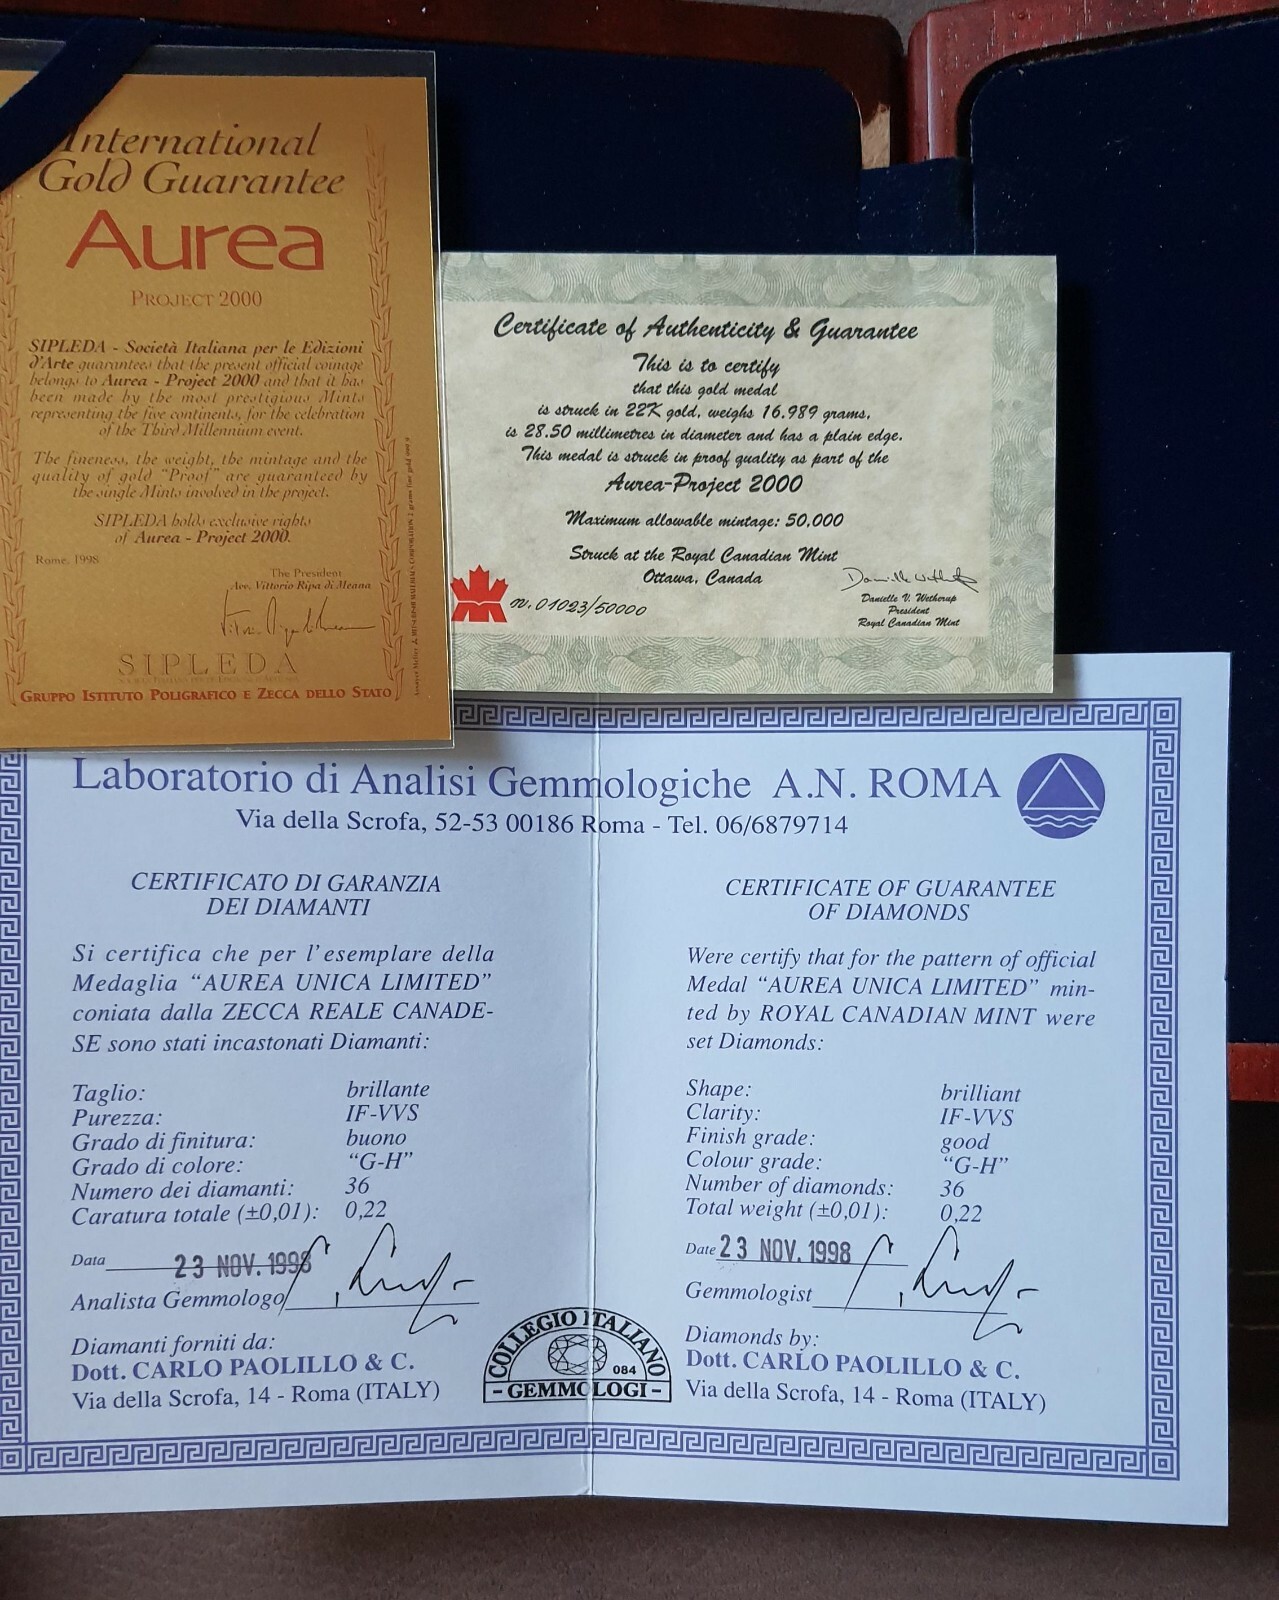 International
Gold Guarantee
Aurea
PROJECT 2000
SIPLEDA - Società Italiana per le Edizioni
d'Arte guarantees that the present official coinage
belongs to Aurea - Project 2000 and that it has
been made by the most prestigious Mints
representing the five continents, for the celebration
of the Third Millennium event.
The fineness, the weight, the mintage and the
quality of gold "Proof" are guaranteed by
the single Mints involved in the project.
SIPLEDA holds exclusive rights
of Aurea - Project 2000.
Rome, 1998
The President
Avv. Vittorio Ripa di Meana
SIPLEDA
GRUPPO ISTITUTO POLIGRAFICO E ZECCA DELLO STATO
Certificate of Authenticity & Guarantee
This is to certify
that this gold medal
is struck in 22K gold, weighs 16.989 grams,
is 28.50 millimetres in diameter and has a plain edge.
This medal is struck in proof quality as part of the
Aurea-Project 2000
Maximum allowable mintage: 50,000
Struck at the Royal Canadian Mint
Ottawa, Canada
n. 01023/50000
Danielle V. Wetherup
President
Royal Canadian Mint
Laboratorio di Analisi Gemmologiche A.N. ROMA
Via della Scrofa, 52-53 00186 Roma - Tel. 06/6879714
CERTIFICATO DI GARANZIA
DEI DIAMANTI
Si certifica che per l'esemplare della
Medaglia "AUREA UNICA LIMITED"
coniata dalla ZECCA REALE CANADE-
SE sono stati incastonati Diamanti:
Taglio: brillante
Purezza: IF-VVS
Grado di finitura: buono
Grado di colore: "G-H"
Numero dei diamanti: 36
Caratura totale (±0,01): 0,22
Data 23 NOV. 1998
Analista Gemmologo
Diamanti forniti da:
Dott. CARLO PAOLILLO & C.
Via della Scrofa, 14 - Roma (ITALY)
COLLEGIO ITALIANO
084
- GEMMOLOGI -
CERTIFICATE OF GUARANTEE
OF DIAMONDS
Were certify that for the pattern of official
Medal "AUREA UNICA LIMITED" min-
ted by ROYAL CANADIAN MINT were
set Diamonds:
Shape: brilliant
Clarity: IF-VVS
Finish grade: good
Colour grade: "G-H"
Number of diamonds: 36
Total weight (±0,01): 0,22
Date 23 NOV. 1998
Gemmologist
Diamonds by:
Dott. CARLO PAOLILLO & C.
Via della Scrofa, 14 - Roma (ITALY)